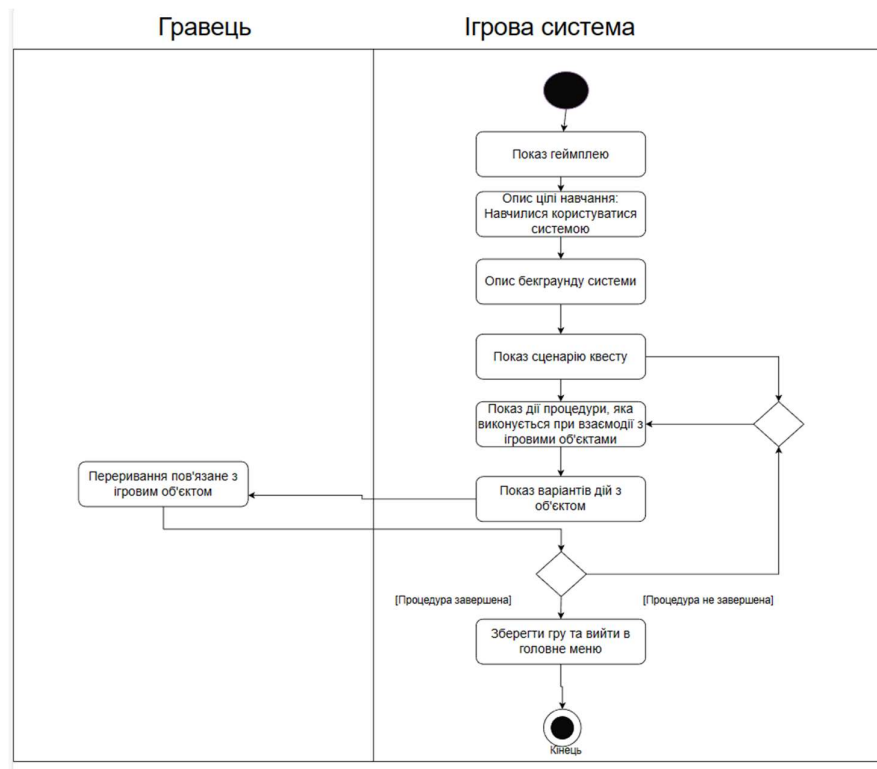 Гравець
Ігрова система
Показ геймплею
Опис цілі навчання:
Навчилися користуватися
системою
Опис бекграунду системи
Показ сценарію квесту
Показ дії процедури, яка
виконується при взаємодії з
ігровими об'єктами
Переривання пов'язане з
ігровим об'єктом
Показ варіантів дій з
об'єктом
[Процедура завершена]
[Процедура не завершена]
Зберегти гру та вийти в
головне меню
Кінець